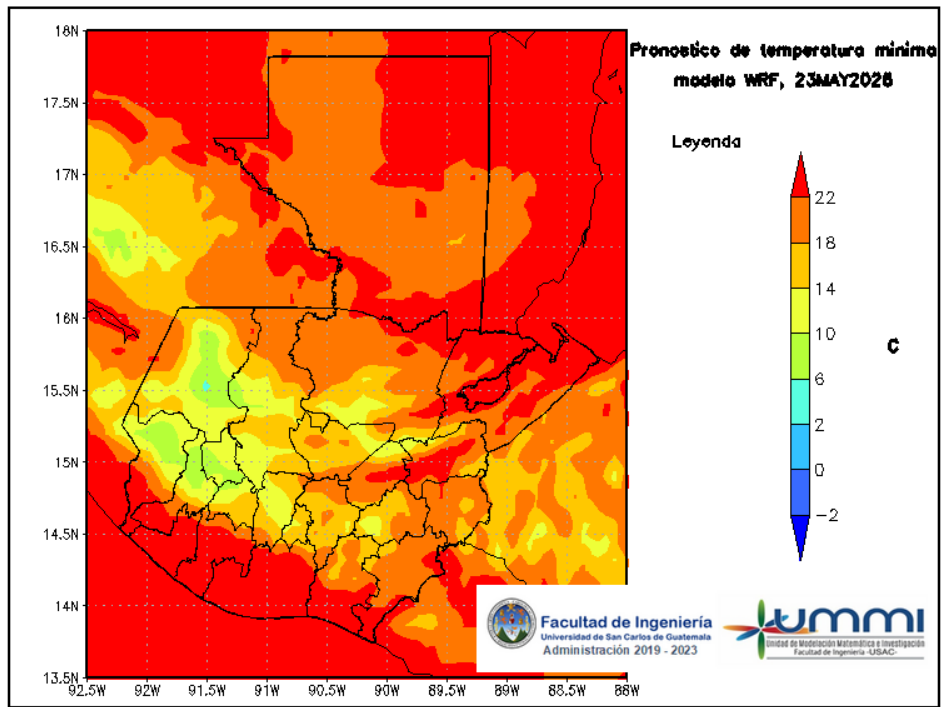 Pronostico de temperatura minima
modelo WRF, 23MAY2026
Leyenda
22
18
14
10
6
2
0
−2
C
18N
17.5N
17N
16.5N
16N
15.5N
15N
14.5N
14N
13.5N
92.5W 92W 91.5W 91W 90.5W 90W 89.5W 89W 88.5W 88W
Facultad de Ingeniería
Universidad de San Carlos de Guatemala
Administración 2019 - 2023
ummi
Unidad de Modelación Matemática e Investigación
Facultad de Ingeniería -USAC-